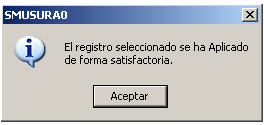 SMUSURA0
El registro seleccionado se ha Aplicado
de forma satisfactoria.
Aceptar